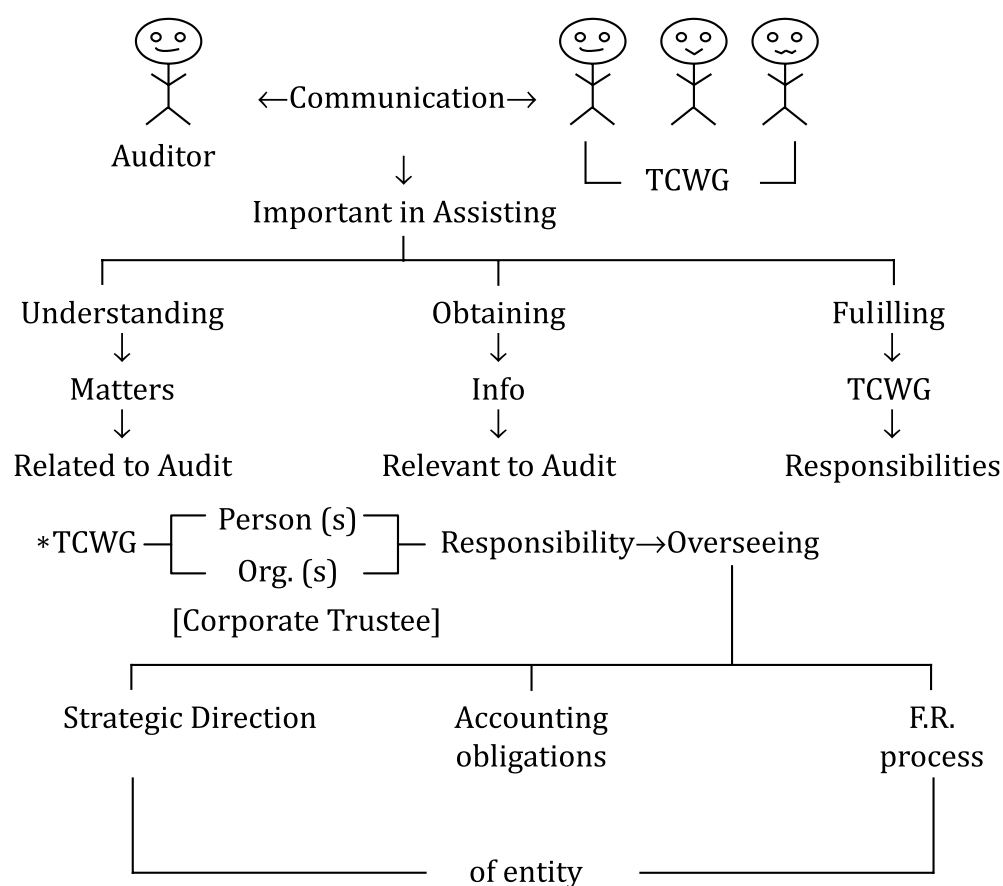 ←Communication→
Auditor
TCWG
↓
Important in Assisting
Understanding Obtaining Fulilling
↓ ↓ ↓
Matters Info TCWG
↓ ↓ ↓
Related to Audit Relevant to Audit Responsibilities
*TCWG Person (s) Responsibility→Overseeing
Org. (s)
[Corporate Trustee]
Strategic Direction Accounting F.R.
obligations process
of entity